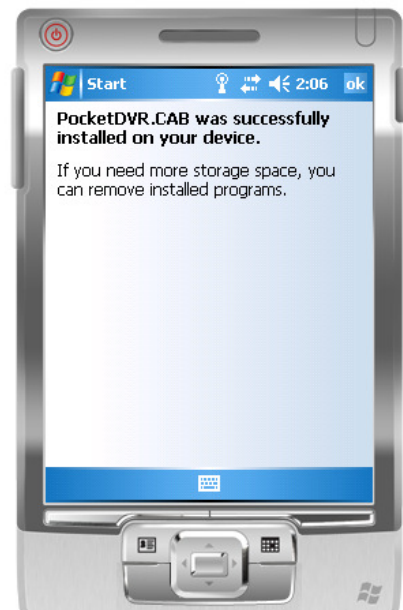 Start 2:06 ok
PocketDVR.CAB was successfully
installed on your device.
If you need more storage space, you
can remove installed programs.